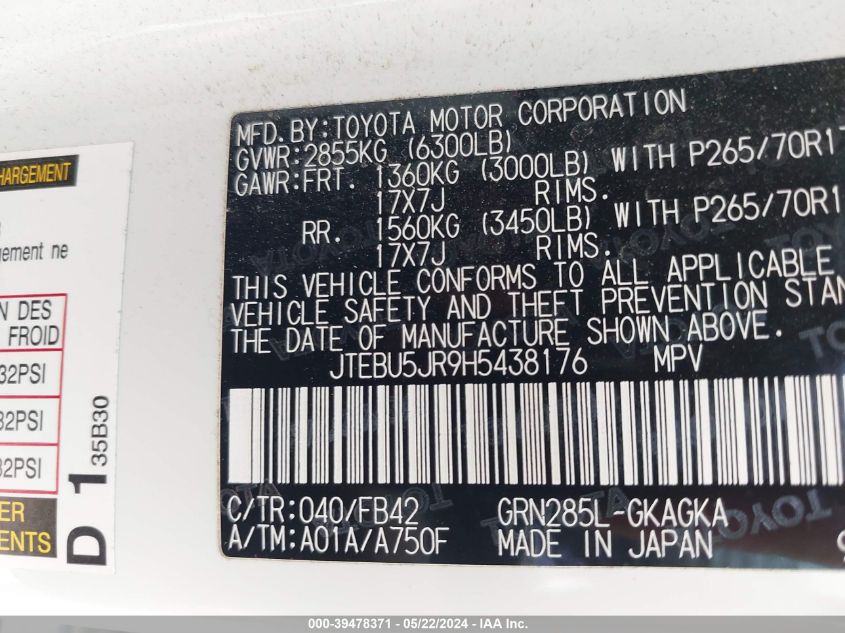 HARGEMENT
gement ne
N DES
FROID
32PSI
32PSI
32PSI
ER
ENTS
D 1
35B30
MFD. BY:TOYOTA MOTOR CORPORATION
GVWR:2855KG (6300LB)
GAWR:FRT. 1360KG (3000LB) WITH P265/70R17
17X7J RIMS.
RR. 1560KG (3450LB) WITH P265/70R1
17X7J RIMS.
THIS VEHICLE CONFORMS TO ALL APPLICABLE
VEHICLE SAFETY AND THEFT PREVENTION STAN
THE DATE OF MANUFACTURE SHOWN ABOVE.
JTEBU5JR9H5438176 MPV
C/TR:040/FB42 GRN285L-GKAGKA
A/TM:A01A/A750F MADE IN JAPAN
000-39478371 - 05/22/2024 - IAA Inc.